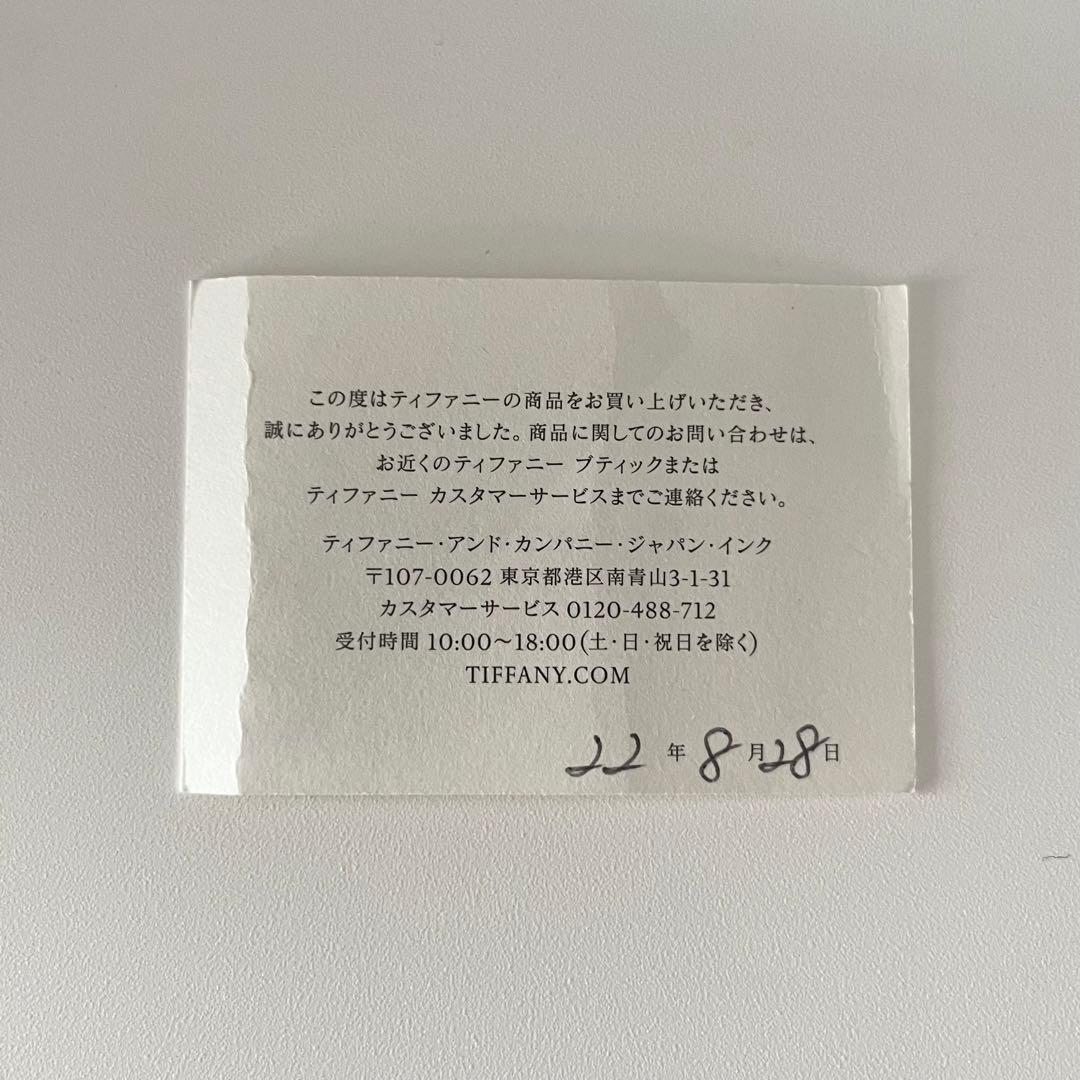 この度はティファニーの商品をお買い上げいただき、
誠にありがとうございました。商品に関してのお問い合わせは、
お近くのティファニー ブティックまたは
ティファニー カスタマーサービスまでご連絡ください。
ティファニー・アンド・カンパニー・ジャパン・インク
〒107-0062 東京都港区南青山3-1-31
カスタマーサービス 0120-488-712
受付時間 10:00〜18:00(土・日・祝日を除く)
TIFFANY.COM
22 年 8 月 28 日